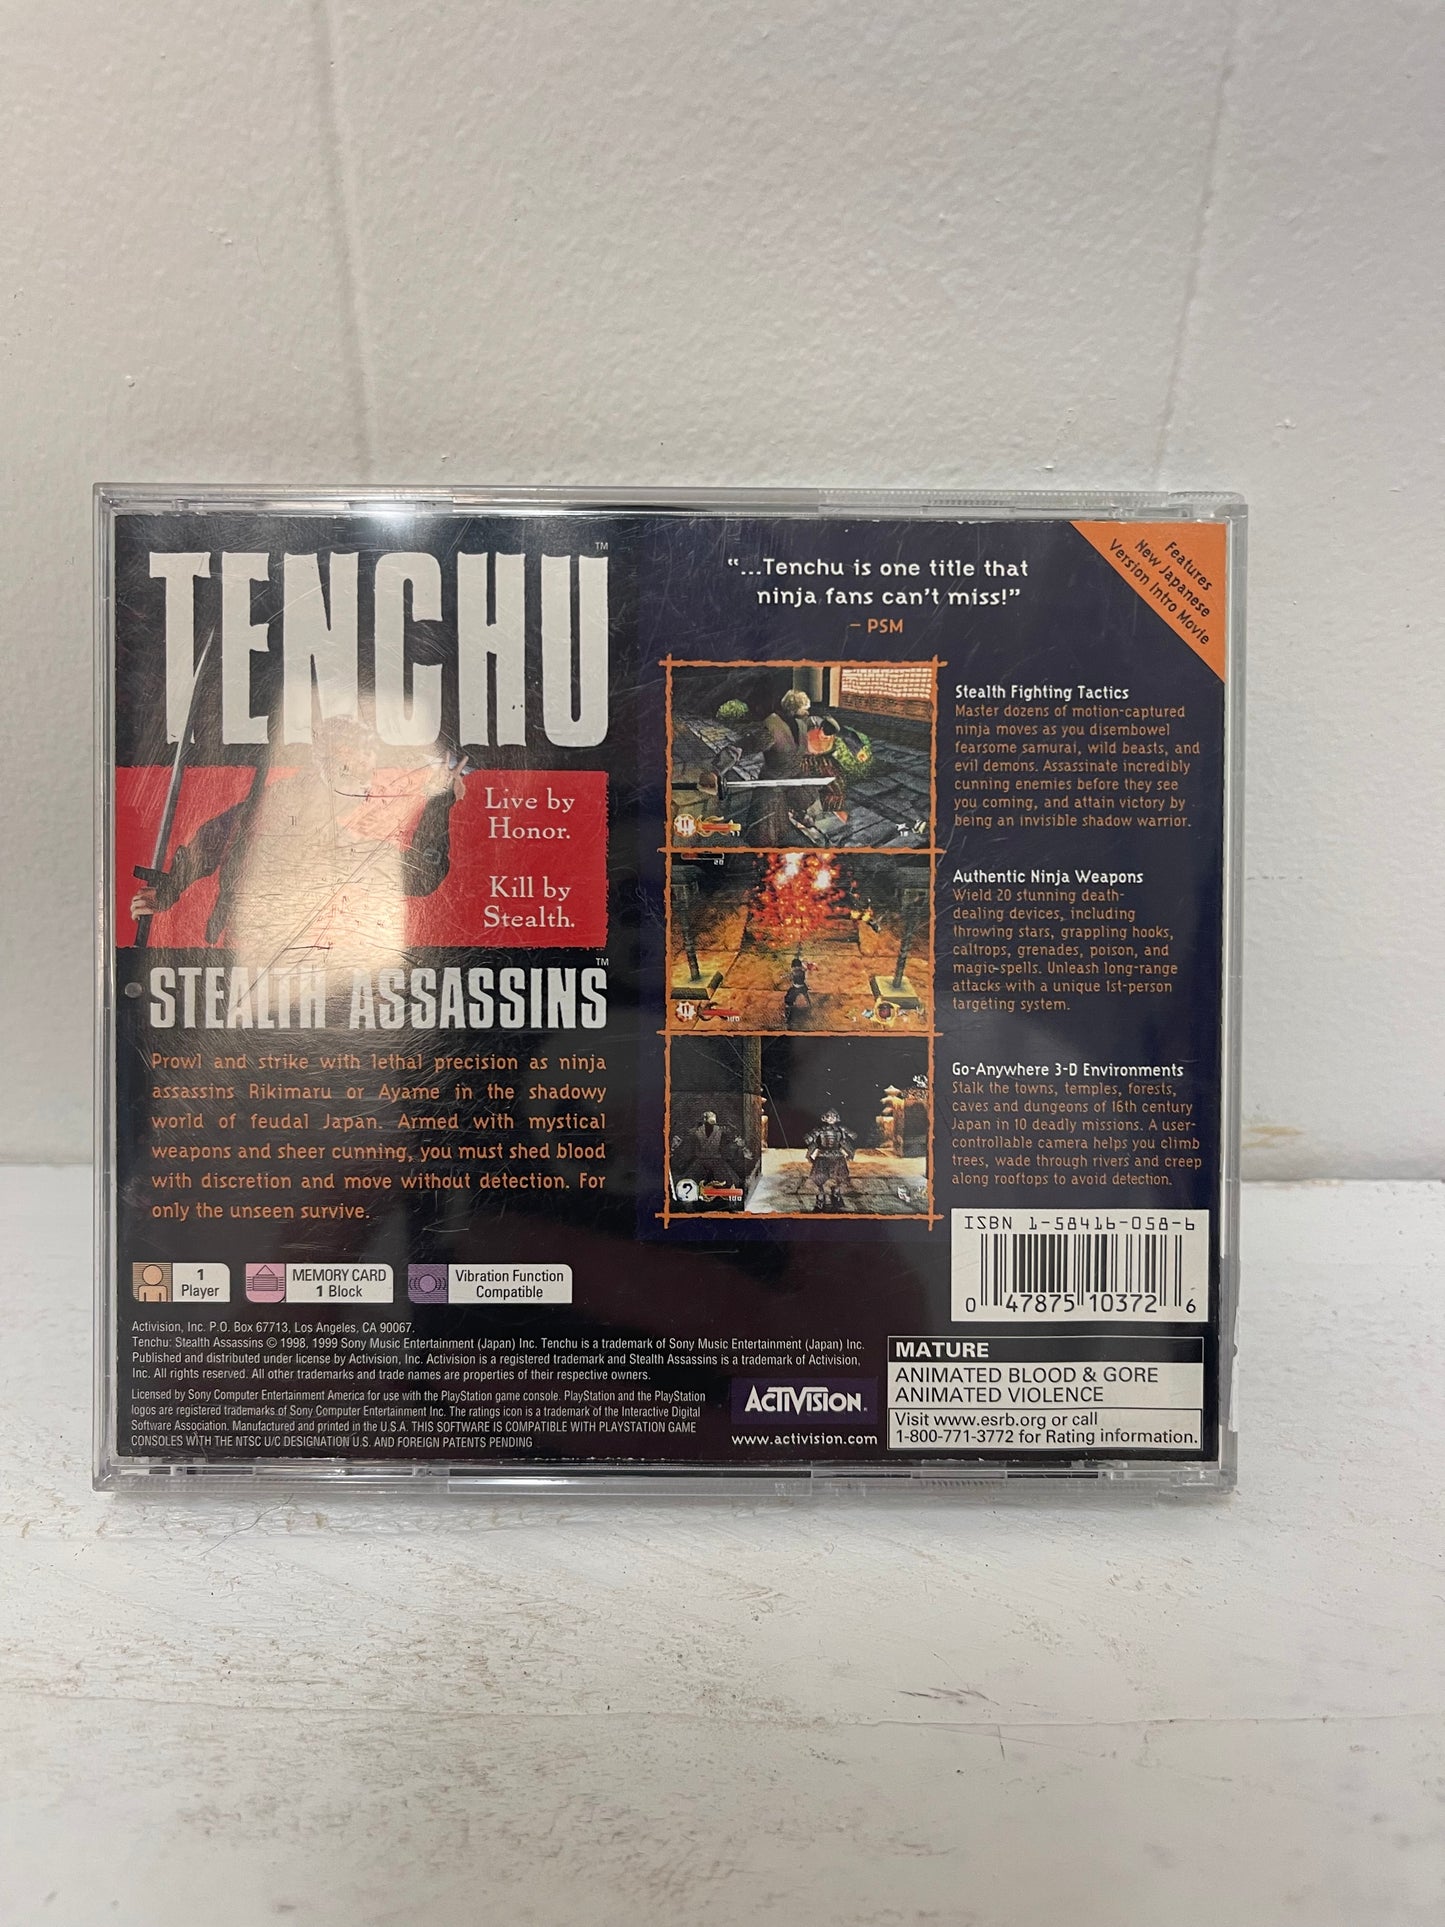 TENCHU™
Live by
Honor.
Kill by
Stealth.
STEALTH ASSASSINS™
Prowl and strike with lethal precision as ninja
assassins Rikimaru or Ayame in the shadowy
world of feudal Japan. Armed with mystical
weapons and sheer cunning, you must shed blood
with discretion and move without detection. For
only the unseen survive.
"...Tenchu is one title that
ninja fans can't miss!"
– PSM
Features
New Japanese
Version Intro Movie
Stealth Fighting Tactics
Master dozens of motion-captured
ninja moves as you disembowel
fearsome samurai, wild beasts, and
evil demons. Assassinate incredibly
cunning enemies before they see
you coming, and attain victory by
being an invisible shadow warrior.
Authentic Ninja Weapons
Wield 20 stunning death-
dealing devices, including
throwing stars, grappling hooks,
caltrops, grenades, poison, and
magic-spells. Unleash long-range
attacks with a unique 1st-person
targeting system.
Go-Anywhere 3-D Environments
Stalk the towns, temples, forests,
caves and dungeons of 16th century
Japan in 10 deadly missions. A user-
controllable camera helps you climb
trees, wade through rivers and creep
along rooftops to avoid detection.
?
100
ISBN 1-58416-058-6
0 47875 10372 6
1
Player
MEMORY CARD
1 Block
Vibration Function
Compatible
Activision, Inc. P.O. Box 67713, Los Angeles, CA 90067.
Tenchu: Stealth Assassins © 1998, 1999 Sony Music Entertainment (Japan) Inc. Tenchu is a trademark of Sony Music Entertainment (Japan) Inc.
Published and distributed under license by Activision, Inc. Activision is a registered trademark and Stealth Assassins is a trademark of Activision,
Inc. All rights reserved. All other trademarks and trade names are properties of their respective owners.
Licensed by Sony Computer Entertainment America for use with the PlayStation game console. PlayStation and the PlayStation
logos are registered trademarks of Sony Computer Entertainment Inc. The ratings icon is a trademark of the Interactive Digital
Software Association. Manufactured and printed in the U.S.A. THIS SOFTWARE IS COMPATIBLE WITH PLAYSTATION GAME
CONSOLES WITH THE NTSC U/C DESIGNATION U.S. AND FOREIGN PATENTS PENDING
ACTIVISION.
www.activision.com
MATURE
ANIMATED BLOOD & GORE
ANIMATED VIOLENCE
Visit www.esrb.org or call
1-800-771-3772 for Rating information.